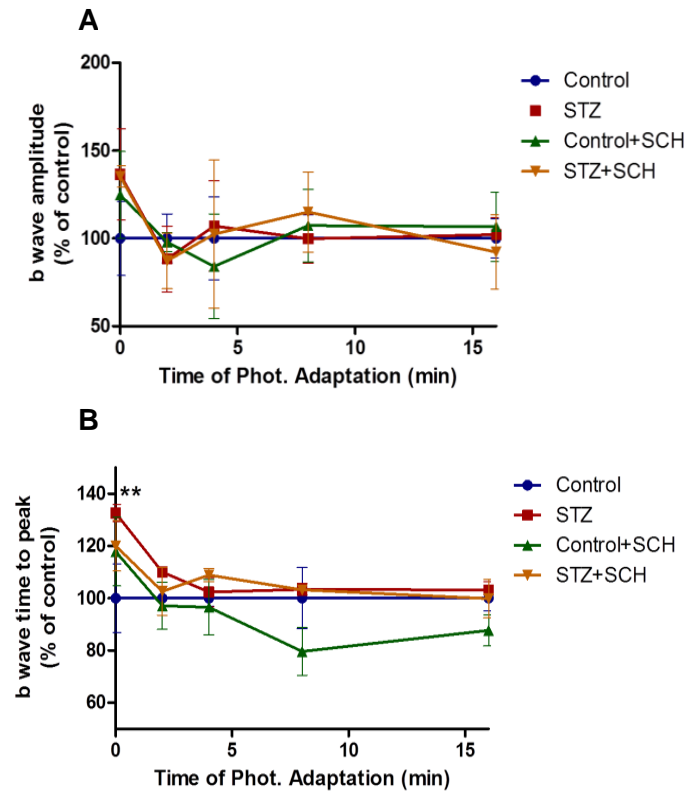 A
200
150
100
50
b wave amplitude
(% of control)
0
5
10
15
Time of Phot. Adaptation (min)
Control
STZ
Control+SCH
STZ+SCH
B
140
120
100
80
60
b wave time to peak
(% of control)
**
0
5
10
15
Time of Phot. Adaptation (min)
Control
STZ
Control+SCH
STZ+SCH